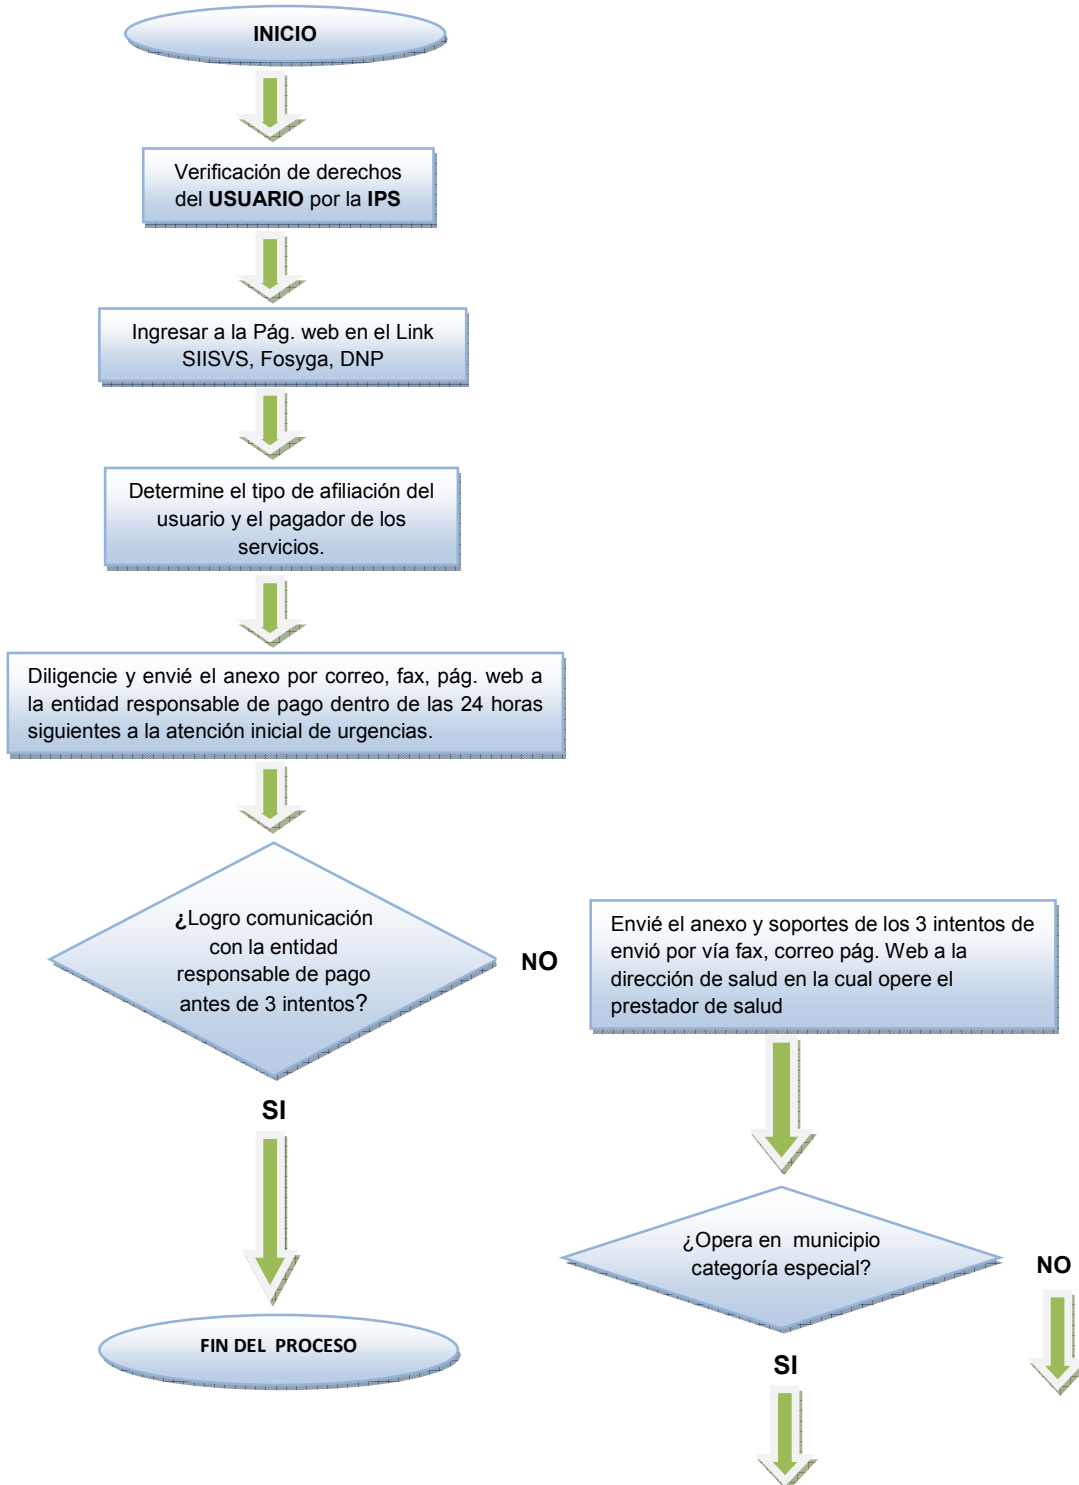 INICIO
Verificación de derechos
del USUARIO por la IPS
Ingresar a la Pág. web en el Link
SIISVS, Fosyga, DNP
Determine el tipo de afiliación del
usuario y el pagador de los
servicios.
Diligencie y envié el anexo por correo, fax, pág. web a
la entidad responsable de pago dentro de las 24 horas
siguientes a la atención inicial de urgencias.
¿Logro comunicación
con la entidad
responsable de pago
antes de 3 intentos?
NO
Envié el anexo y soportes de los 3 intentos de
envió por vía fax, correo pág. Web a la
dirección de salud en la cual opere el
prestador de salud
SI
¿Opera en municipio
categoría especial?
NO
FIN DEL PROCESO
SI